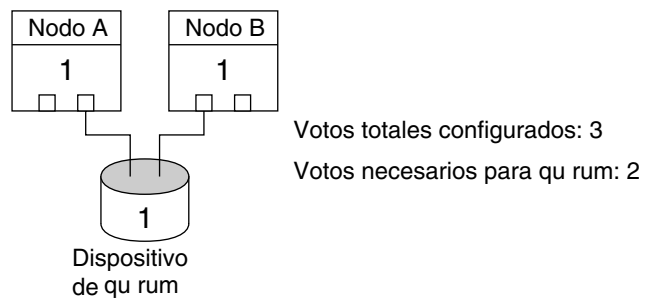 Nodo A
Nodo B
1
1
Votos totales configurados: 3
Votos necesarios para qu rum: 2
1
Dispositivo
de qu rum